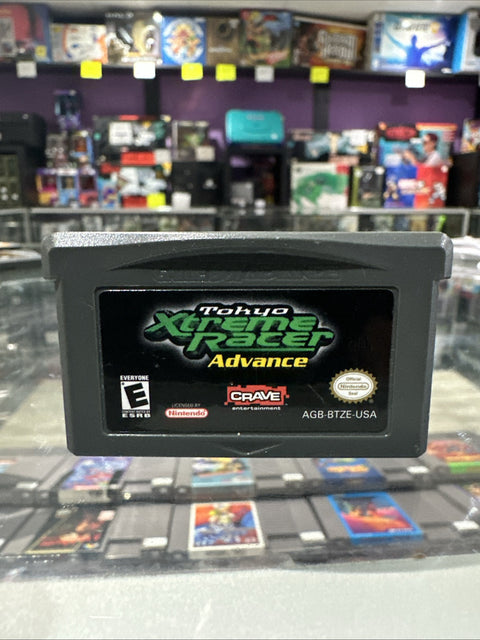 Tokyo
Xtreme
Racer
Advance
EVERYONE
E
ESRB
LICENSED BY
Nintendo
CRAVE
entertainment
Official
Nintendo
Seal
AGB-BTZE-USA